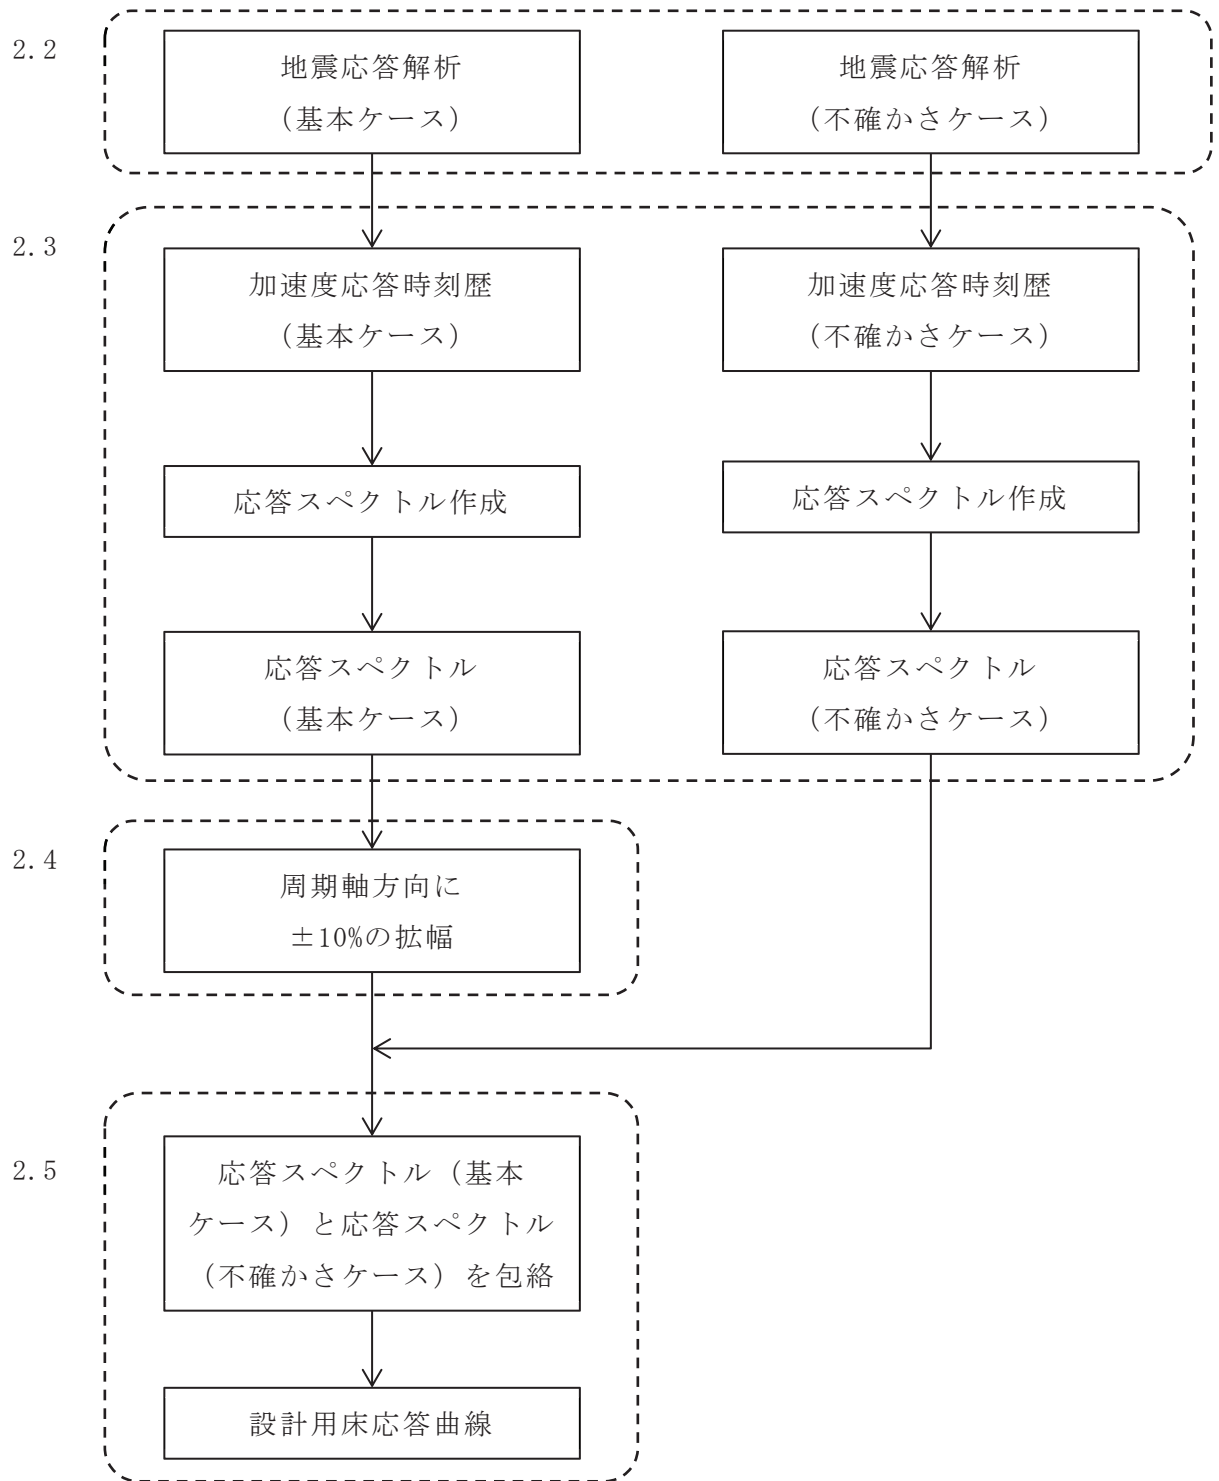 2.2
地震応答解析
（基本ケース）
地震応答解析
（不確かさケース）
2.3
加速度応答時刻歴
（基本ケース）
加速度応答時刻歴
（不確かさケース）
応答スペクトル作成
応答スペクトル作成
応答スペクトル
（基本ケース）
応答スペクトル
（不確かさケース）
2.4
周期軸方向に
±10%の拡幅
2.5
応答スペクトル（基本
ケース）と応答スペクトル
（不確かさケース）を包絡
設計用床応答曲線